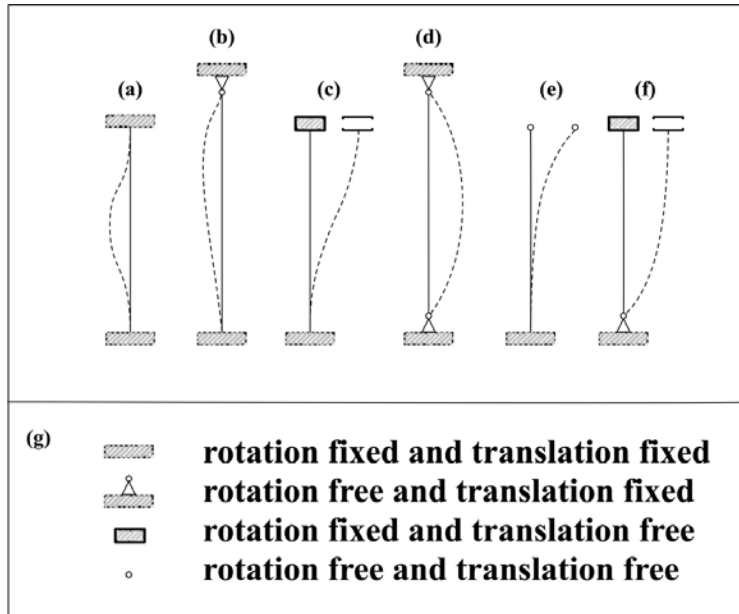 (a) (b) (c) (d) (e) (f)
(g)
rotation fixed and translation fixed
rotation free and translation fixed
rotation fixed and translation free
rotation free and translation free